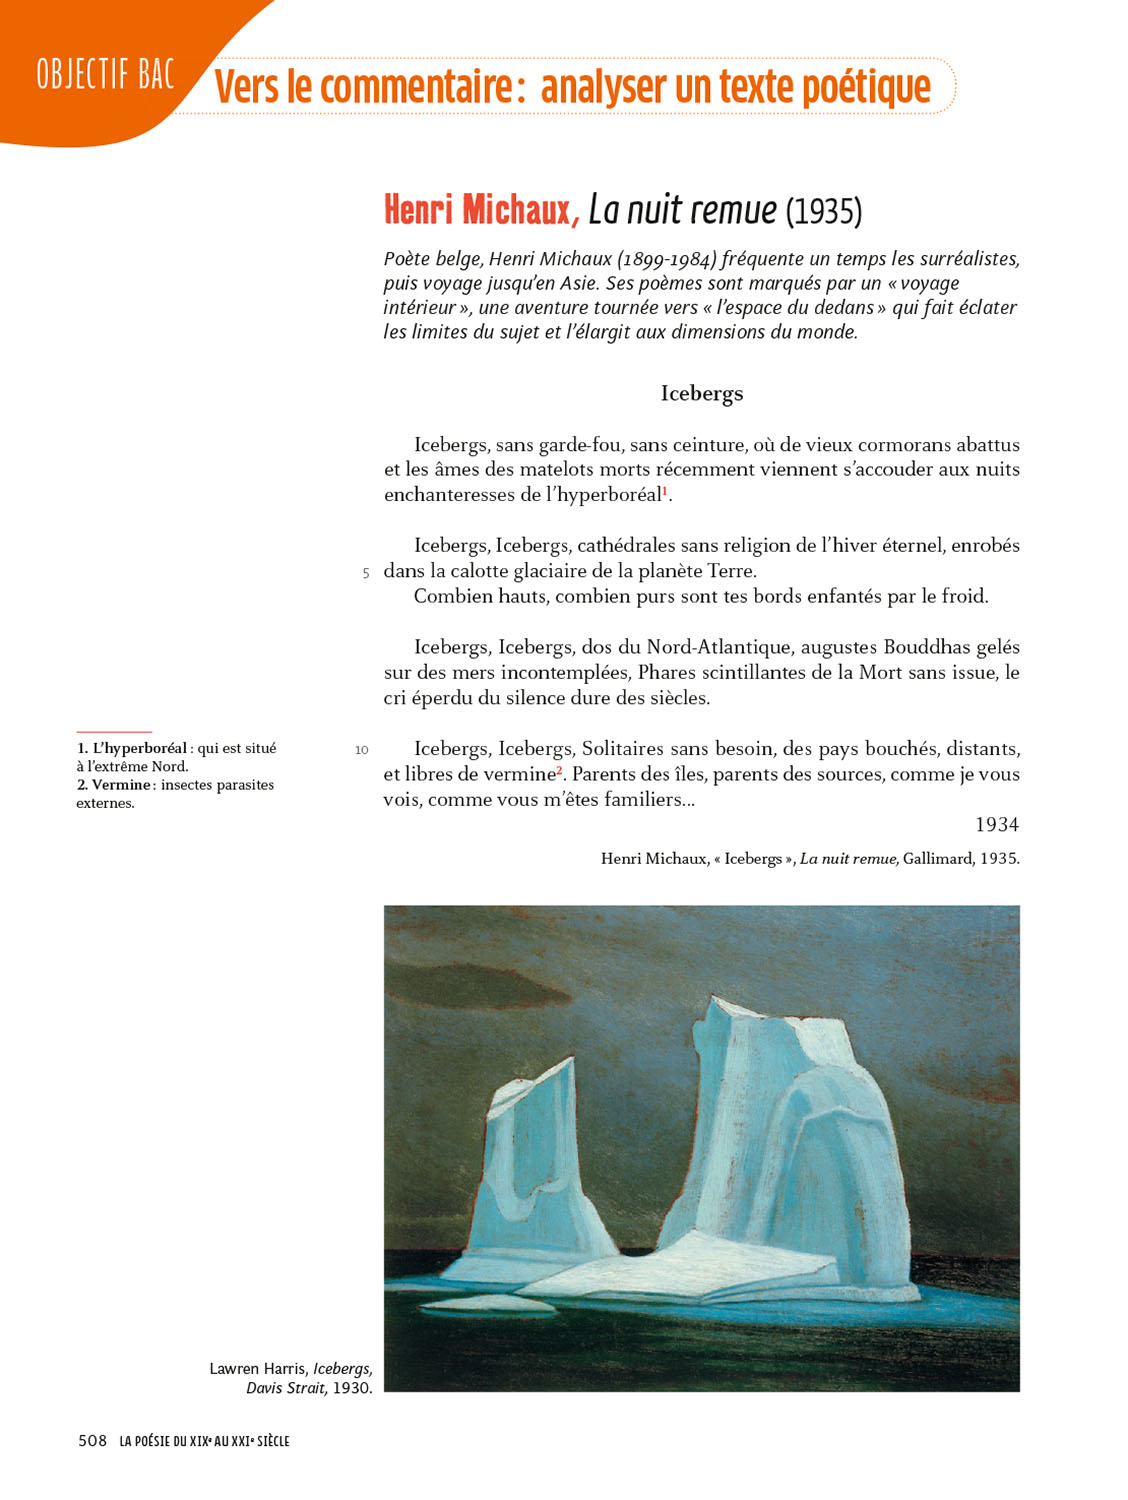 OBJECTIF BAC
Vers le commentaire : analyser un texte poétique
Henri Michaux, La nuit remue (1935)
Poète belge, Henri Michaux (1899-1984) fréquente un temps les surréalistes,
puis voyage jusqu’en Asie. Ses poèmes sont marqués par un « voyage
intérieur », une aventure tournée vers « l’espace du dedans » qui fait éclater
les limites du sujet et l’élargit aux dimensions du monde.
Icebergs
Icebergs, sans garde-fou, sans ceinture, où de vieux cormorans abattus
et les âmes des matelots morts récemment viennent s’accouder aux nuits
enchanteresses de l’hyperboréal1.
Icebergs, Icebergs, cathédrales sans religion de l’hiver éternel, enrobés
5 dans la calotte glaciaire de la planète Terre.
Combien hauts, combien purs sont tes bords enfantés par le froid.
Icebergs, Icebergs, dos du Nord-Atlantique, augustes Bouddhas gelés
sur des mers incontemplées, Phares scintillantes de la Mort sans issue, le
cri éperdu du silence dure des siècles.
10 Icebergs, Icebergs, Solitaires sans besoin, des pays bouchés, distants,
et libres de vermine2. Parents des îles, parents des sources, comme je vous
vois, comme vous m’êtes familiers...
1934
Henri Michaux, « Icebergs », La nuit remue, Gallimard, 1935.
1. L’hyperboréal : qui est situé
à l’extrême Nord.
2. Vermine : insectes parasites
externes.
Lawren Harris, Icebergs,
Davis Strait, 1930.
508 LA POÉSIE DU XIXe AU XXIe SIÈCLE